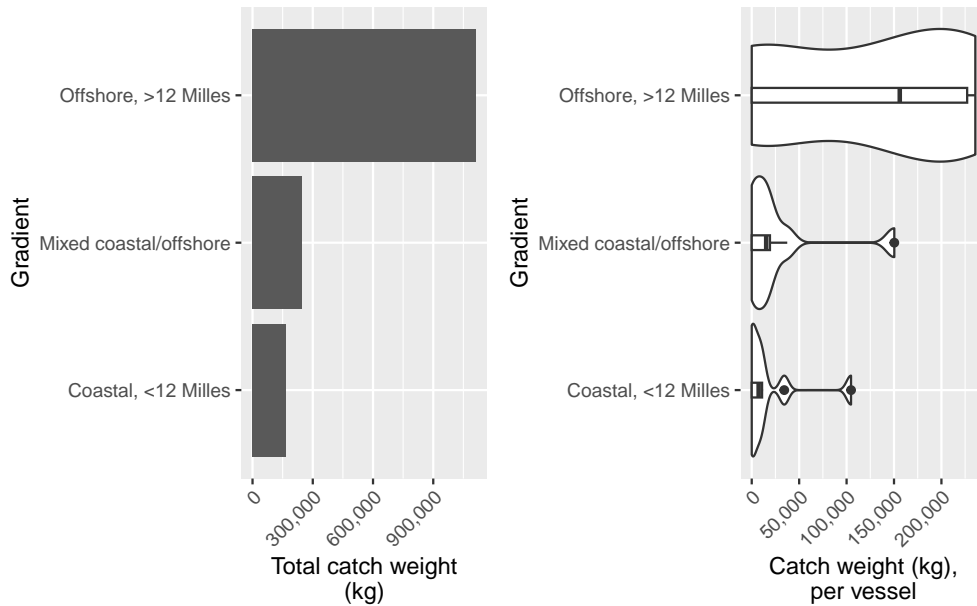 Offshore, >12 Milles
Mixed coastal/offshore
Coastal, <12 Milles
Gradient
0
300,000
600,000
900,000
Total catch weight
(kg)
Offshore, >12 Milles
Mixed coastal/offshore
Coastal, <12 Milles
Gradient
0
50,000
100,000
150,000
200,000
Catch weight (kg),
per vessel